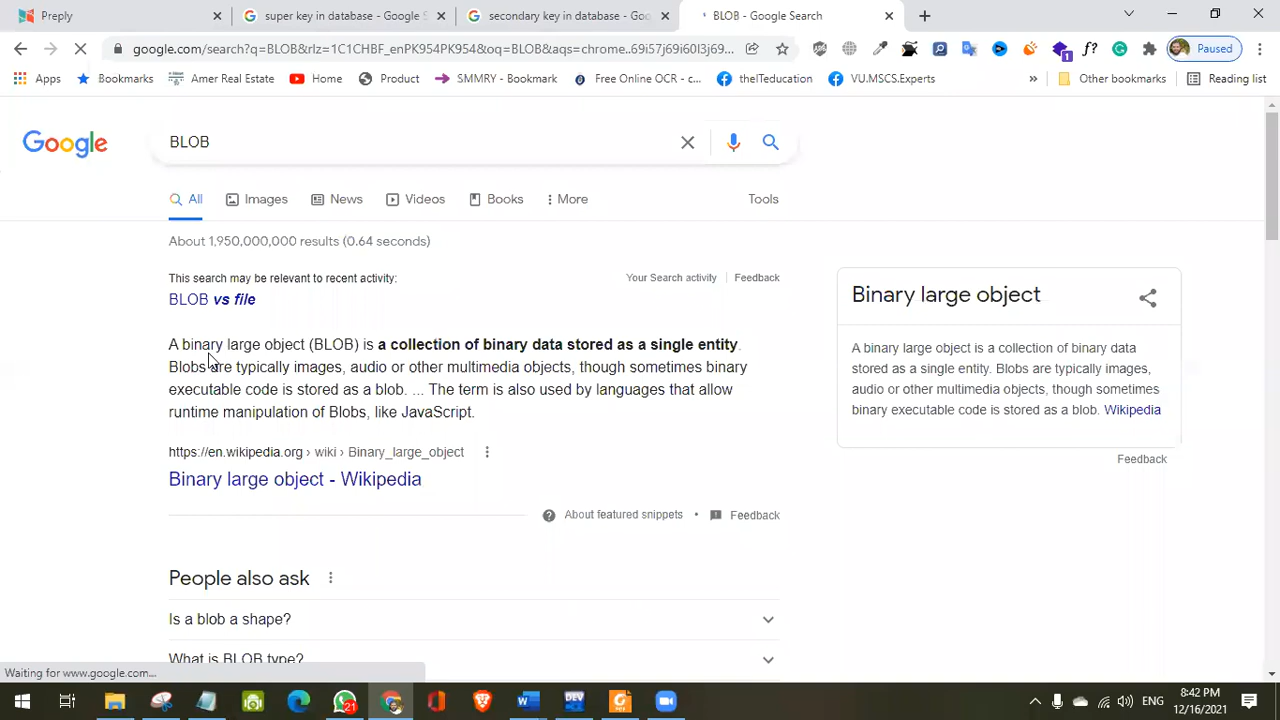 Preply
super key in database - Google S
secondary key in database - Goo
BLOB - Google Search
google.com/search?q=BLOB&rlz=1C1CHBF_enPK954PK954&oq=BLOB&aqs=chrome..69i57j69i60l3j69...
Paused
Apps
Bookmarks
Amer Real Estate
Home
Product
SMMRY - Bookmark
Free Online OCR - c...
thelTeducation
VU.MSCS.Experts
»
Other bookmarks
Reading list
Google
BLOB
All
Images
News
Videos
Books
More
Tools
About 1,950,000,000 results (0.64 seconds)
This search may be relevant to recent activity:
Your Search activity
Feedback
BLOB vs file
A binary large object (BLOB) is a collection of binary data stored as a single entity.
Blobs are typically images, audio or other multimedia objects, though sometimes binary
executable code is stored as a blob. ... The term is also used by languages that allow
runtime manipulation of Blobs, like JavaScript.
https://en.wikipedia.org › wiki › Binary_large_object
Binary large object - Wikipedia
About featured snippets • Feedback
People also ask
Is a blob a shape?
What is BLOB type?
Binary large object
A binary large object is a collection of binary data
stored as a single entity. Blobs are typically images,
audio or other multimedia objects, though sometimes
binary executable code is stored as a blob. Wikipedia
Feedback
Waiting for www.google.com...
21
DEV
ENG
8:42 PM
12/16/2021